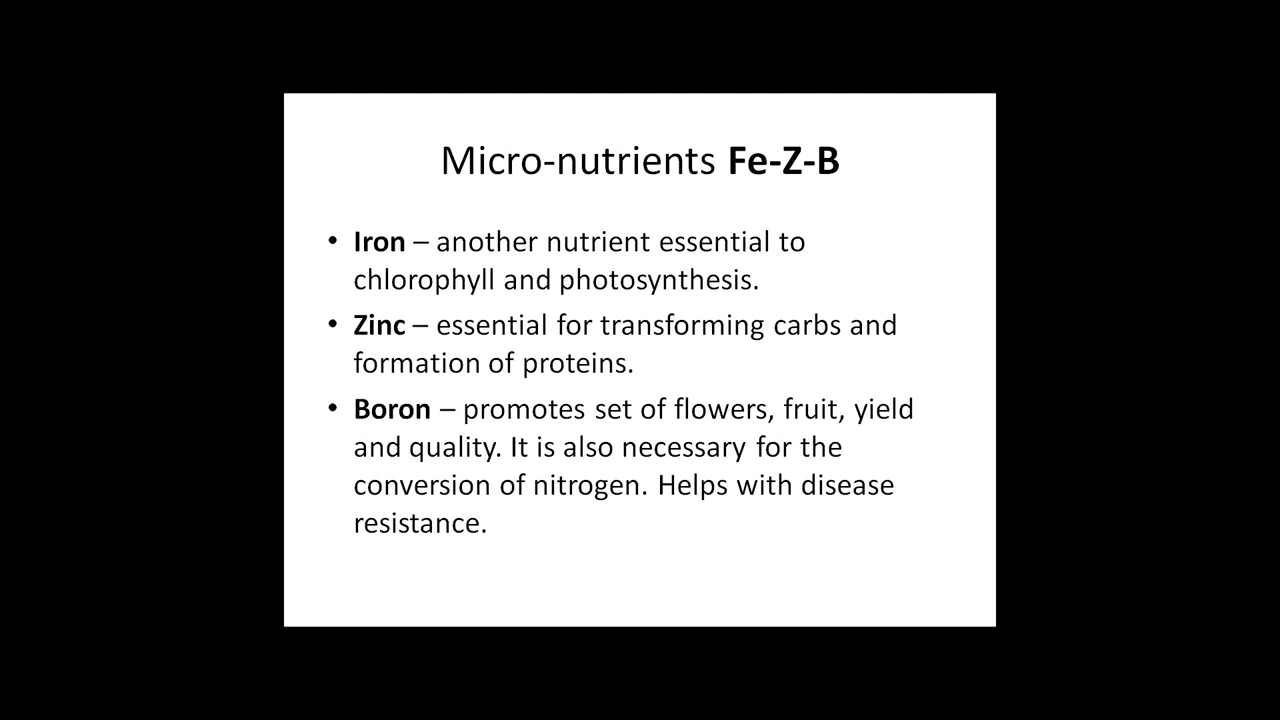 Micro-nutrients Fe-Z-B
• Iron – another nutrient essential to
chlorophyll and photosynthesis.
• Zinc – essential for transforming carbs and
formation of proteins.
• Boron – promotes set of flowers, fruit, yield
and quality. It is also necessary for the
conversion of nitrogen. Helps with disease
resistance.